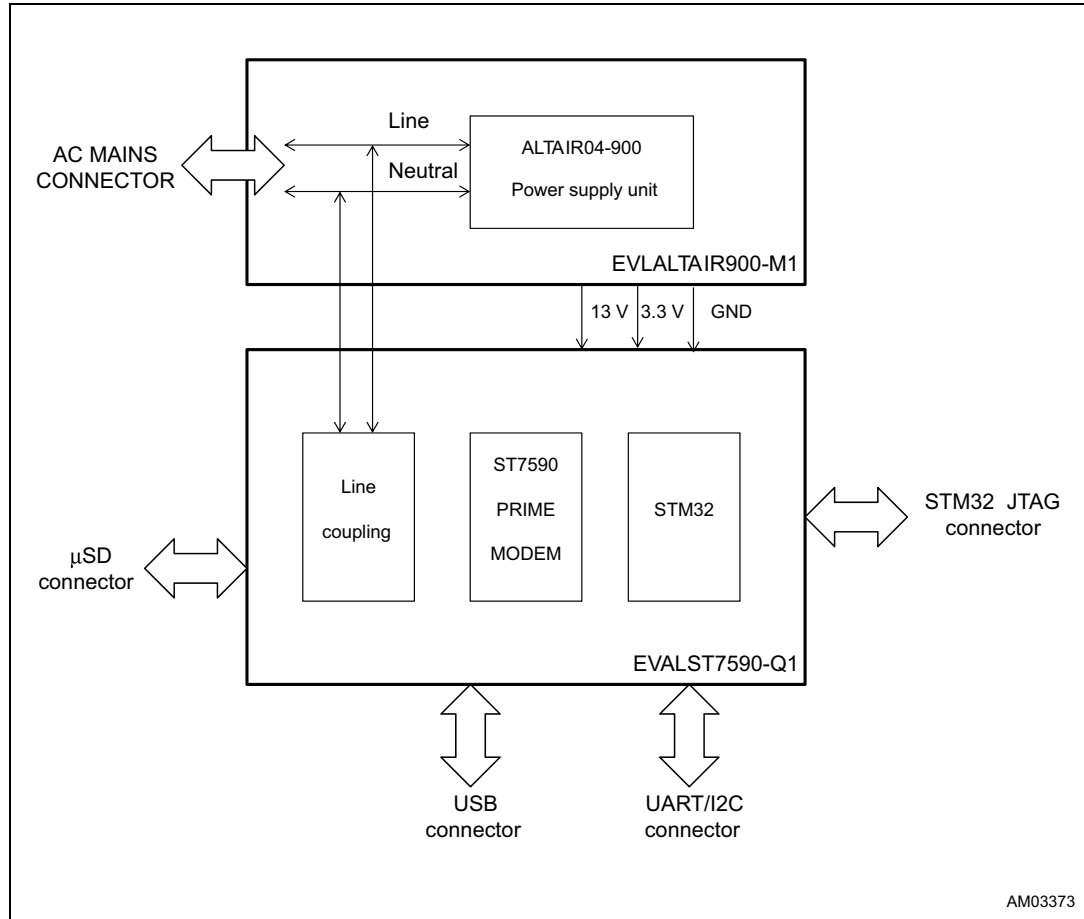 Line
AC MAINS
CONNECTOR
Neutral
ALTAIR04-900
Power supply unit
EVLALTAIR900-M1
13 V 3.3 V GND
Line
coupling
ST7590
PRIME
MODEM
STM32
STM32 JTAG
connector
μSD
connector
EVALST7590-Q1
USB
connector
UART/I2C
connector
AM03373